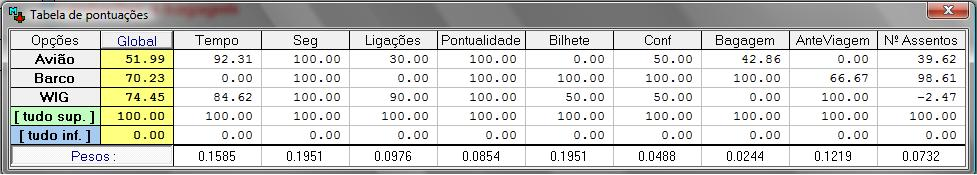 Tabela de pontuações
Opções Global Tempo Seg Ligações Pontualidade Bilhete Conf Bagagem AnteViagem Nº Assentos
Avião 51.99 92.31 100.00 30.00 100.00 0.00 50.00 42.86 0.00 39.62
Barco 70.23 0.00 100.00 100.00 0.00 100.00 100.00 100.00 66.67 98.61
WIG 74.45 84.62 100.00 90.00 100.00 50.00 50.00 0.00 100.00 -2.47
[ tudo sup. ] 100.00 100.00 100.00 100.00 100.00 100.00 100.00 100.00 100.00 100.00
[ tudo inf. ] 0.00 0.00 0.00 0.00 0.00 0.00 0.00 0.00 0.00 0.00
Pesos : 0.1585 0.1951 0.0976 0.0854 0.1951 0.0488 0.0244 0.1219 0.0732